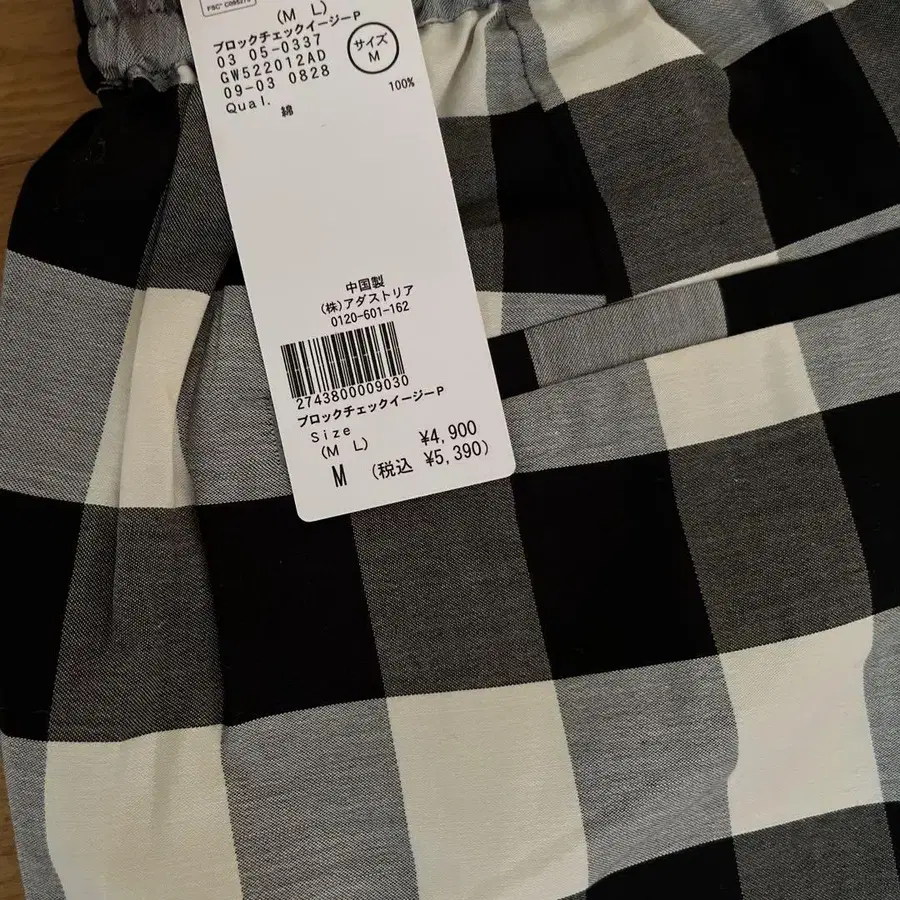 FSC® C088270
(M L)
ブロックチェックイージーP
03 05-0337
GW522012AD
09-03 0828
サイズ
M
Qual.
綿 100%
中国製
(株)アダストリア
0120-601-162
2743800009030
ブロックチェックイージーP
Size
(M L) ¥4,900
M (税込 ¥5,390)